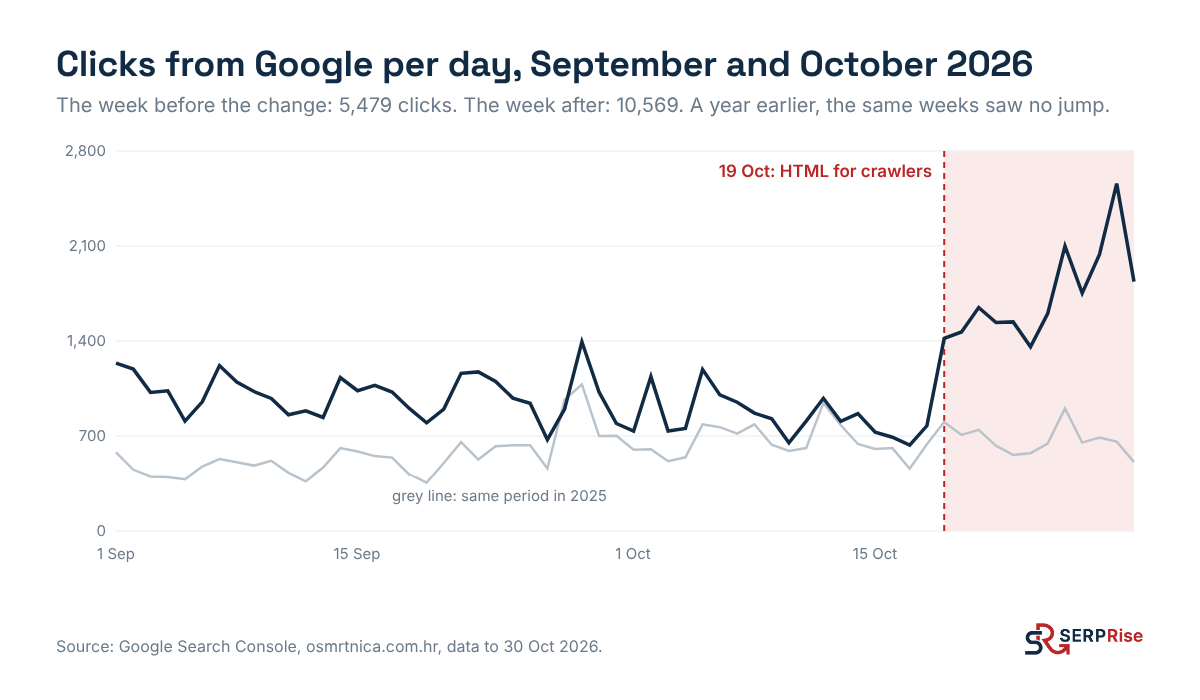 Clicks from Google per day, September and October 2026
The week before the change: 5,479 clicks. The week after: 10,569. A year earlier, the same weeks saw no jump.
2,800
19 Oct: HTML for crawlers
2,100
1,400
700
grey line: same period in 2025
0
1 Sep
15 Sep
1 Oct
15 Oct
Source: Google Search Console, osmrtnica.com.hr, data to 30 Oct 2026.
SR SERPRise